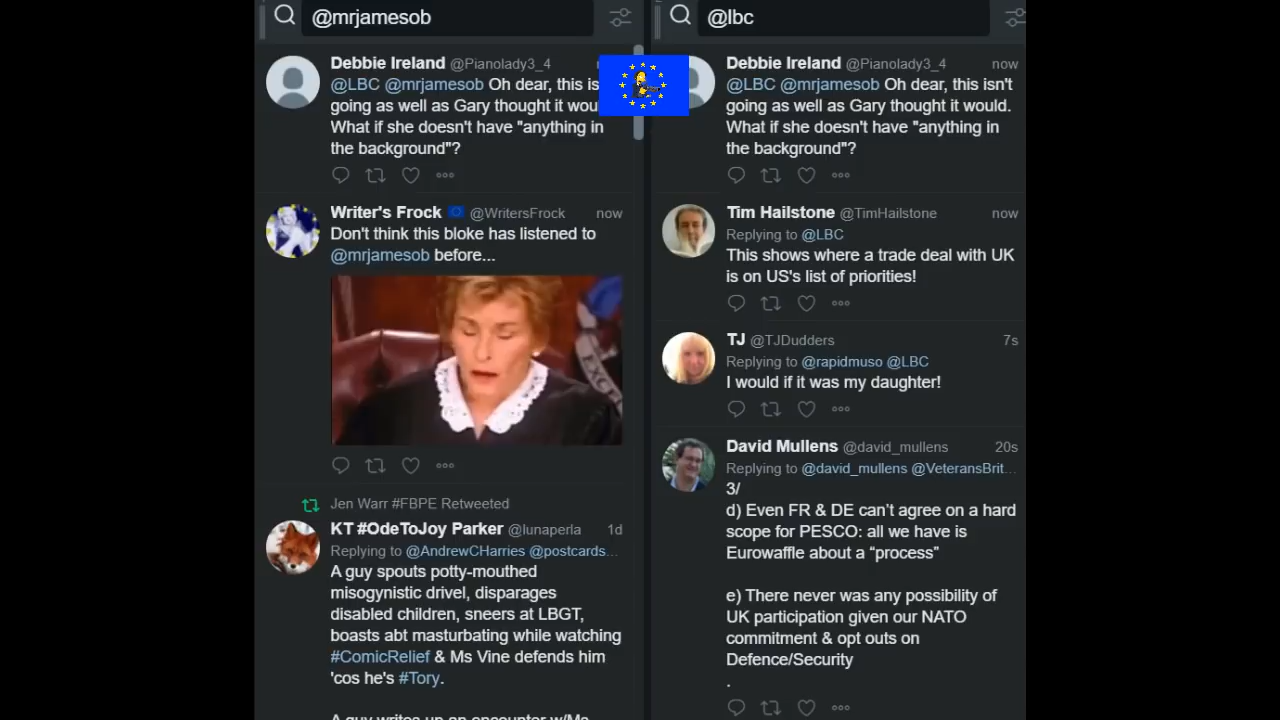 @mrjamesob
Debbie Ireland @Pianolady3_4
@LBC @mrjamesob Oh dear, this is
going as well as Gary thought it wou
What if she doesn't have "anything in
the background"?
Writer's Frock @WritersFrock now
Don't think this bloke has listened to
@mrjamesob before...
EXC
Jen Warr #FBPE Retweeted
KT #OdeToJoy Parker @lunaperla 1d
Replying to @AndrewCHarries @postcards...
A guy spouts potty-mouthed
misogynistic drivel, disparages
disabled children, sneers at LBGT,
boasts abt masturbating while watching
#ComicRelief & Ms Vine defends him
'cos he's #Tory.
A guy writes up an encounter w/Ms
@lbc
Debbie Ireland @Pianolady3_4 now
@LBC @mrjamesob Oh dear, this isn't
going as well as Gary thought it would.
What if she doesn't have "anything in
the background"?
Tim Hailstone @TimHailstone now
Replying to @LBC
This shows where a trade deal with UK
is on US's list of priorities!
TJ @TJDudders 7s
Replying to @rapidmuso @LBC
I would if it was my daughter!
David Mullens @david_mullens 20s
Replying to @david_mullens @VeteransBrit...
3/
d) Even FR & DE can’t agree on a hard
scope for PESCO: all we have is
Eurowaffle about a “process”
e) There never was any possibility of
UK participation given our NATO
commitment & opt outs on
Defence/Security
.